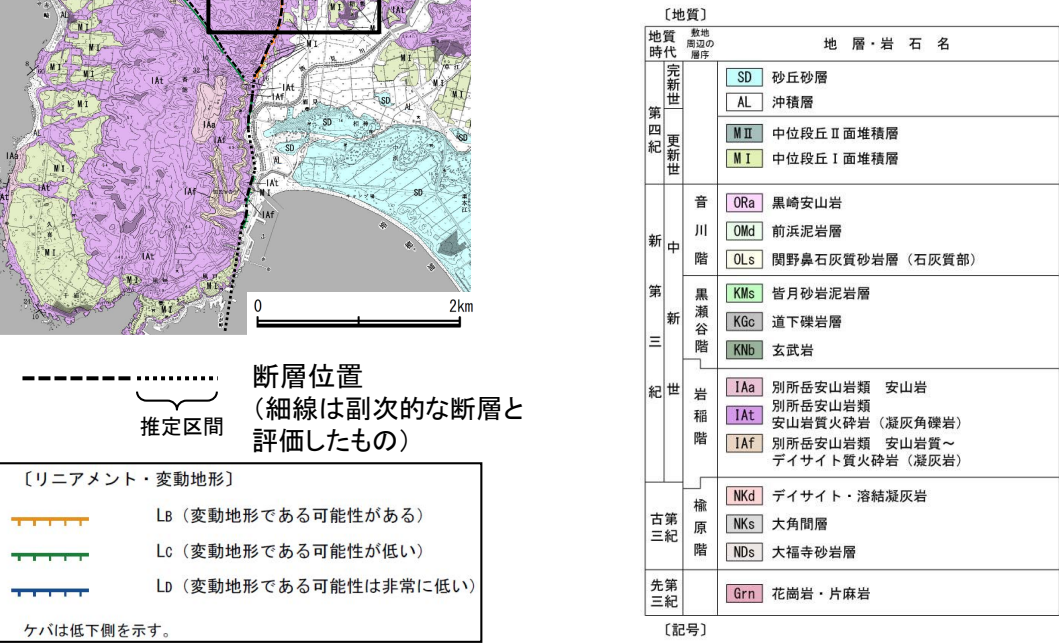 AL
AL
M I
M I
M I
M I
IAt
IAt
IAf
AL
SD
IAa
IAf
SD
AL
SD
SD
IAt
IAa
IAt
M I
IAf
IAt
M I
IAf
SD
M I
IAt
M I
M I
0
2km
断層位置
(細線は副次的な断層と
評価したもの)
推定区間
〔リニアメント・変動地形〕
LB（変動地形である可能性がある）
LC（変動地形である可能性が低い）
LD（変動地形である可能性は非常に低い）
ケバは低下側を示す。
〔地質〕
地質時代
敷地周辺の層序
地 層・岩 石 名
第四紀
完新世
SD 砂丘砂層
AL 沖積層
更新世
MⅡ 中位段丘Ⅱ面堆積層
MⅠ 中位段丘Ⅰ面堆積層
新第三紀
中新世
音川階
ORa 黒崎安山岩
OMd 前浜泥岩層
OLs 関野鼻石灰質砂岩層（石灰質部）
黒瀬谷階
KMs 皆月砂岩泥岩層
KGc 道下礫岩層
KNb 玄武岩
岩稲階
IAa 別所岳安山岩類 安山岩
IAt 別所岳安山岩類
安山岩質火砕岩（凝灰角礫岩）
IAf 別所岳安山岩類 安山岩質～
デイサイト質火砕岩（凝灰岩）
古第三紀
楡原階
NKd デイサイト・溶結凝灰岩
NKs 大角間層
NDs 大福寺砂岩層
先第三紀
Grn 花崗岩・片麻岩
〔記号〕